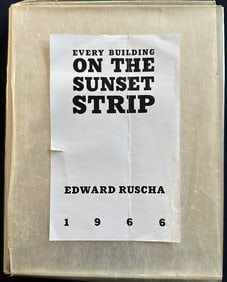 EVERY BUILDING
ON THE
SUNSET
STRIP
EDWARD RUSCHA
1 9 6 6